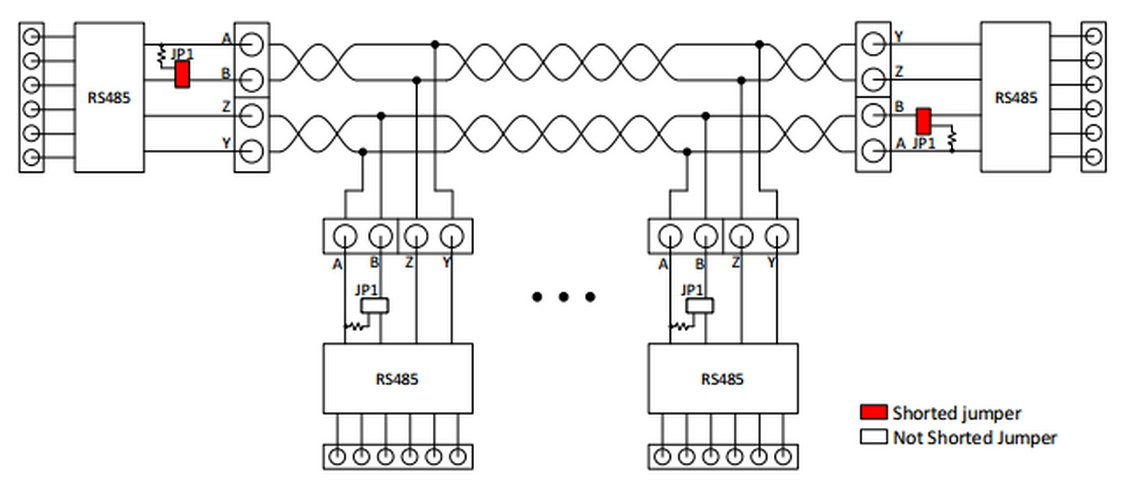 A
JP1
B
RS485
Z
Y
Y
Z
B
RS485
A JP1
A B Z Y
JP1
RS485
A B Z Y
JP1
RS485
Shorted jumper
Not Shorted Jumper